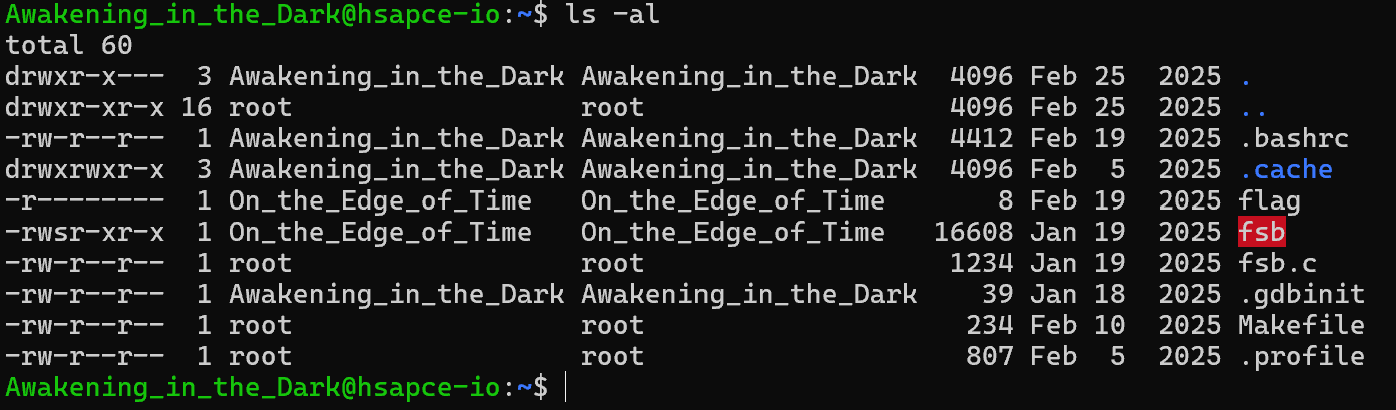 Awakening_in_the_Dark@hsapce-io:~$ ls -al
total 60
drwxr-x---  3 Awakening_in_the_Dark Awakening_in_the_Dark  4096 Feb 25  2025 .
drwxr-xr-x 16 root                  root                   4096 Feb 25  2025 ..
-rw-r--r--  1 Awakening_in_the_Dark Awakening_in_the_Dark  4412 Feb 19  2025 .bashrc
drwxrwxr-x  3 Awakening_in_the_Dark Awakening_in_the_Dark  4096 Feb  5  2025 .cache
-r--------  1 On_the_Edge_of_Time   On_the_Edge_of_Time       8 Feb 19  2025 flag
-rwsr-xr-x  1 On_the_Edge_of_Time   On_the_Edge_of_Time   16608 Jan 19  2025 fsb
-rw-r--r--  1 root                  root                   1234 Jan 19  2025 fsb.c
-rw-r--r--  1 Awakening_in_the_Dark Awakening_in_the_Dark    39 Jan 18  2025 .gdbinit
-rw-r--r--  1 root                  root                    234 Feb 10  2025 Makefile
-rw-r--r--  1 root                  root                    807 Feb  5  2025 .profile
Awakening_in_the_Dark@hsapce-io:~$